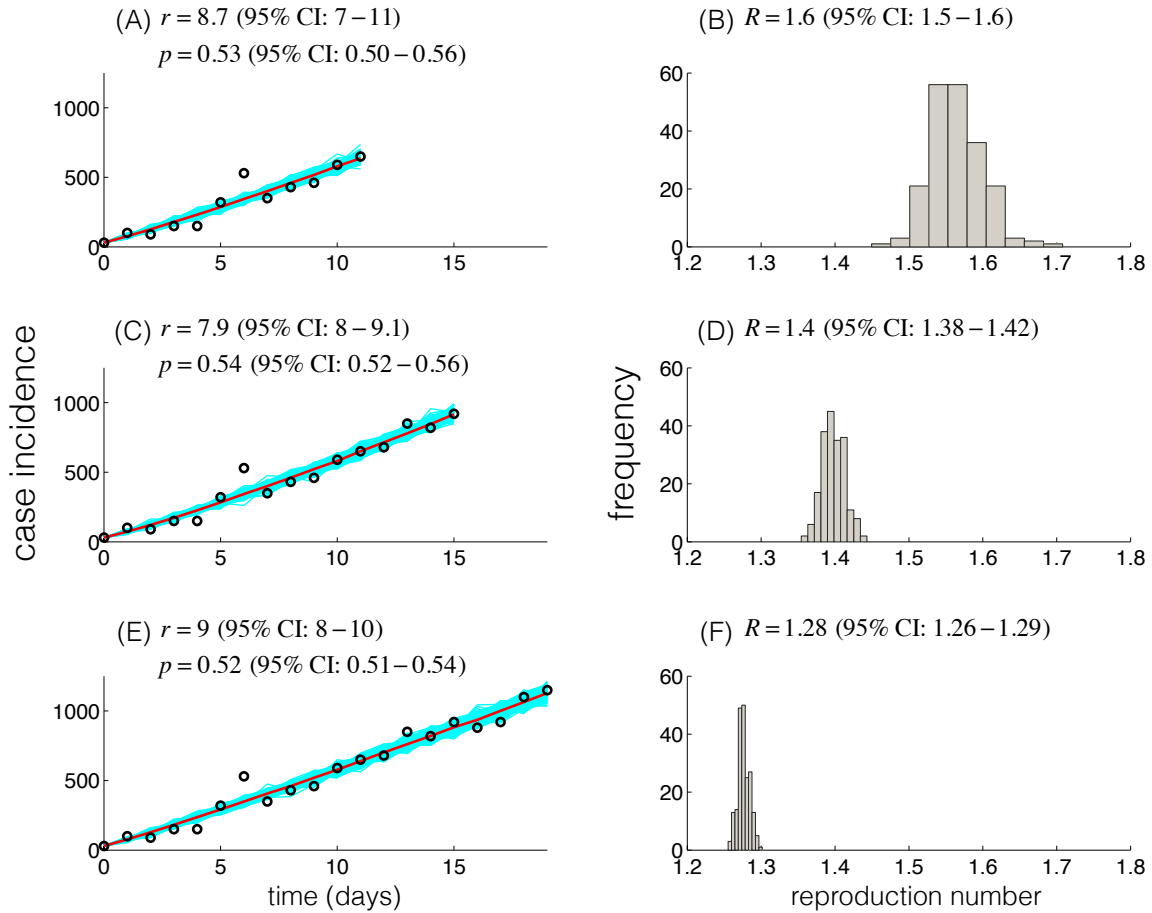 (A) r = 8.7 (95% CI: 7−11)
p = 0.53 (95% CI: 0.50−0.56)
1000
500
0
0 5 10 15
(B) R = 1.6 (95% CI: 1.5−1.6)
60
40
20
0
1.2 1.3 1.4 1.5 1.6 1.7 1.8
case incidence
(C) r = 7.9 (95% CI: 8−9.1)
p = 0.54 (95% CI: 0.52−0.56)
1000
500
0
0 5 10 15
frequency
(D) R = 1.4 (95% CI: 1.38−1.42)
60
40
20
0
1.2 1.3 1.4 1.5 1.6 1.7 1.8
(E) r = 9 (95% CI: 8−10)
p = 0.52 (95% CI: 0.51−0.54)
1000
500
0
0 5 10 15
time (days)
(F) R = 1.28 (95% CI: 1.26−1.29)
60
40
20
0
1.2 1.3 1.4 1.5 1.6 1.7 1.8
reproduction number